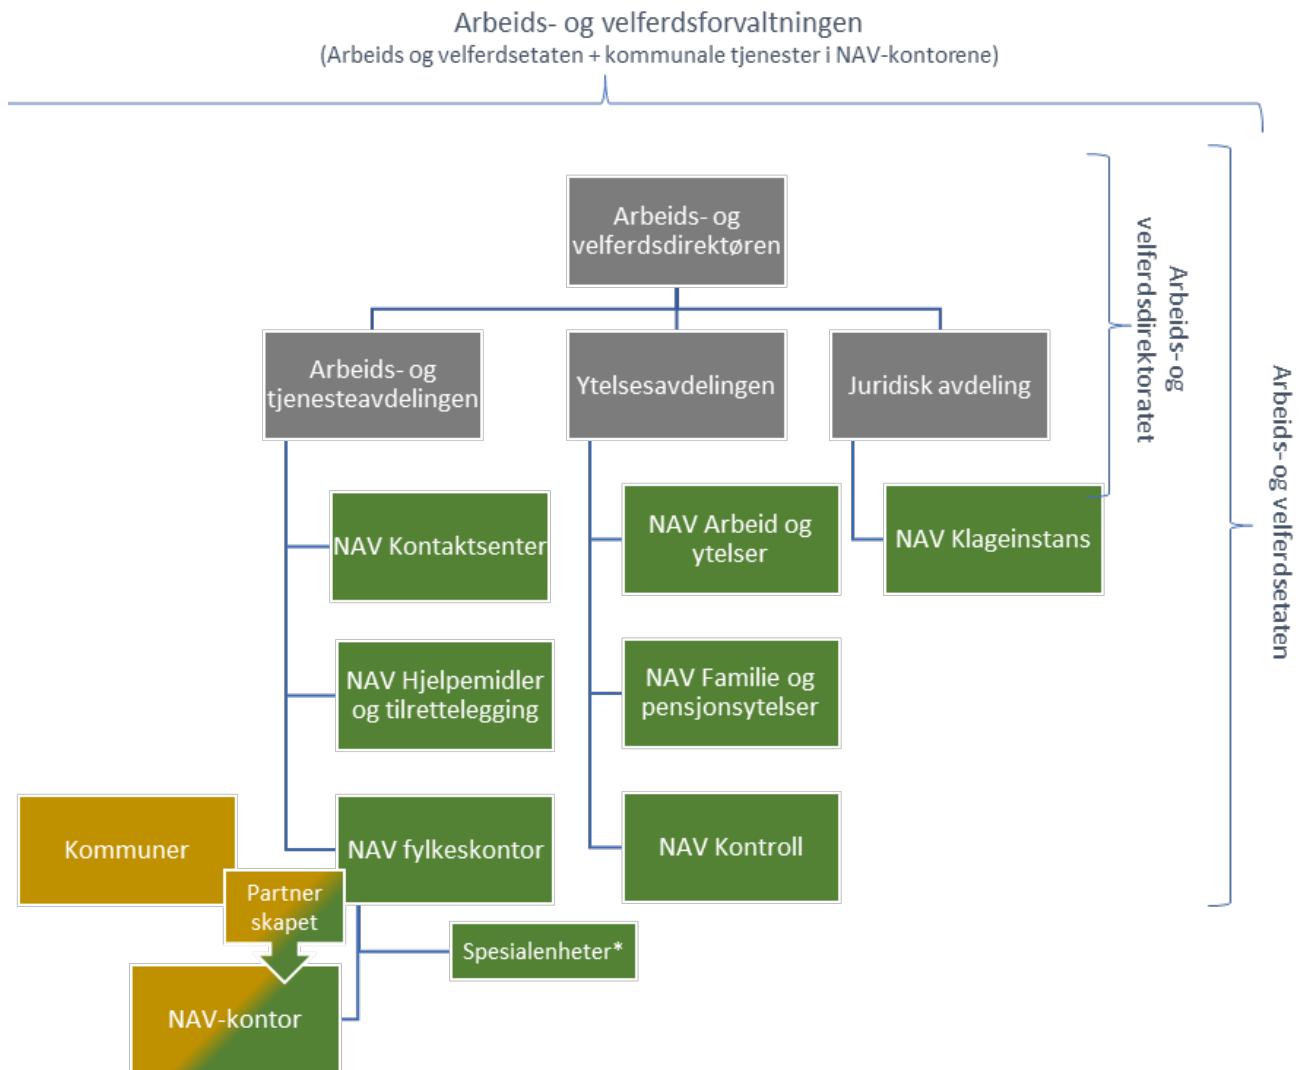 Arbeids- og velferdsforvaltningen
(Arbeids og velferdsetaten + kommunale tjenester i NAV-kontorene)
Arbeids- og
velferdsdirektøren
Arbeids- og
velferdsdirektoratet
Arbeids- og velferdsetaten
Arbeids- og
tjenesteavdelingen
Ytelsesavdelingen
Juridisk avdeling
NAV Kontaktsenter
NAV Arbeid og
ytelser
NAV Klageinstans
NAV Hjelpemidler
og tilrettelegging
NAV Familie og
pensjonsytelser
Kommuner
NAV fylkeskontor
NAV Kontroll
Partner
skapet
Spesialenheter*
NAV-kontor